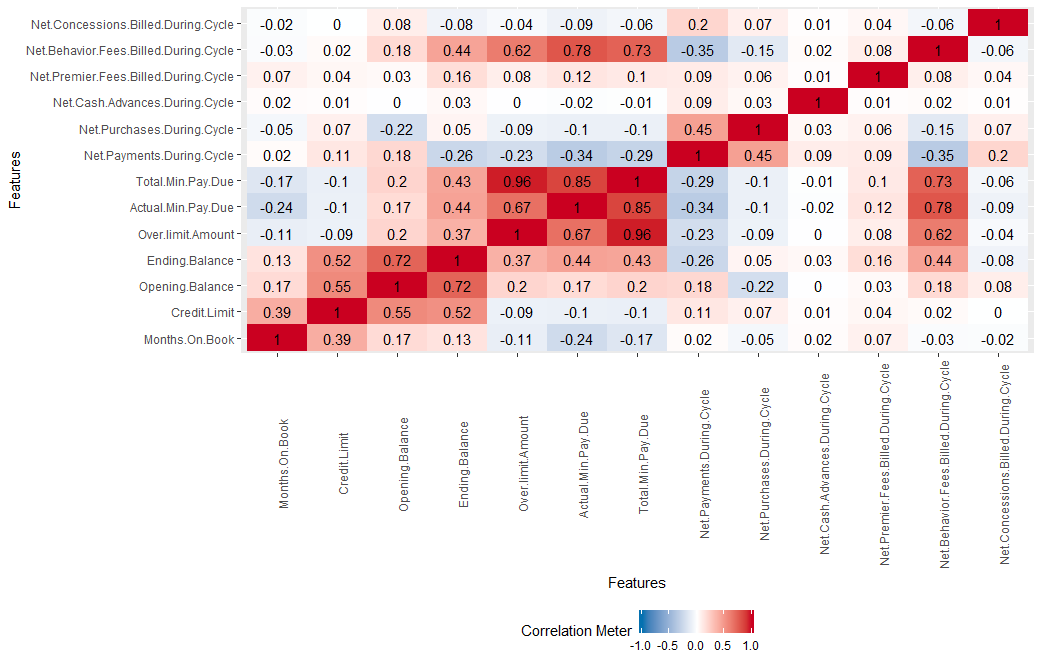 Net.Concessions.Billed.During.Cycle -0.02 0 0.08 -0.08 -0.04 -0.09 -0.06 0.2 0.07 0.01 0.04 -0.06 1
Net.Behavior.Fees.Billed.During.Cycle -0.03 0.02 0.18 0.44 0.62 0.78 0.73 -0.35 -0.15 0.02 0.08 1 -0.06
Net.Premier.Fees.Billed.During.Cycle 0.07 0.04 0.03 0.16 0.08 0.12 0.1 0.09 0.06 0.01 1 0.08 0.04
Net.Cash.Advances.During.Cycle 0.02 0.01 0 0.03 0 -0.02 -0.01 0.09 0.03 1 0.01 0.02 0.01
Net.Purchases.During.Cycle -0.05 0.07 -0.22 0.05 -0.09 -0.1 -0.1 0.45 1 0.03 0.06 -0.15 0.07
Net.Payments.During.Cycle 0.02 0.11 0.18 -0.26 -0.23 -0.34 -0.29 1 0.45 0.09 0.09 -0.35 0.2
Total.Min.Pay.Due -0.17 -0.1 0.2 0.43 0.96 0.85 1 -0.29 -0.1 -0.01 0.1 0.73 -0.06
Actual.Min.Pay.Due -0.24 -0.1 0.17 0.44 0.67 1 0.85 -0.34 -0.1 -0.02 0.12 0.78 -0.09
Over.limit.Amount -0.11 -0.09 0.2 0.37 1 0.67 0.96 -0.23 -0.09 0 0.08 0.62 -0.04
Ending.Balance 0.13 0.52 0.72 1 0.37 0.44 0.43 -0.26 0.05 0.03 0.16 0.44 -0.08
Opening.Balance 0.17 0.55 1 0.72 0.2 0.17 0.2 0.18 -0.22 0 0.03 0.18 0.08
Credit.Limit 0.39 1 0.55 0.52 -0.09 -0.1 -0.1 0.11 0.07 0.01 0.04 0.02 0
Months.On.Book 1 0.39 0.17 0.13 -0.11 -0.24 -0.17 0.02 -0.05 0.02 0.07 -0.03 -0.02
Features
Months.On.Book
Credit.Limit
Opening.Balance
Ending.Balance
Over.limit.Amount
Actual.Min.Pay.Due
Total.Min.Pay.Due
Net.Payments.During.Cycle
Net.Purchases.During.Cycle
Net.Cash.Advances.During.Cycle
Net.Premier.Fees.Billed.During.Cycle
Net.Behavior.Fees.Billed.During.Cycle
Net.Concessions.Billed.During.Cycle
Features
Correlation Meter
-1.0 -0.5 0.0 0.5 1.0